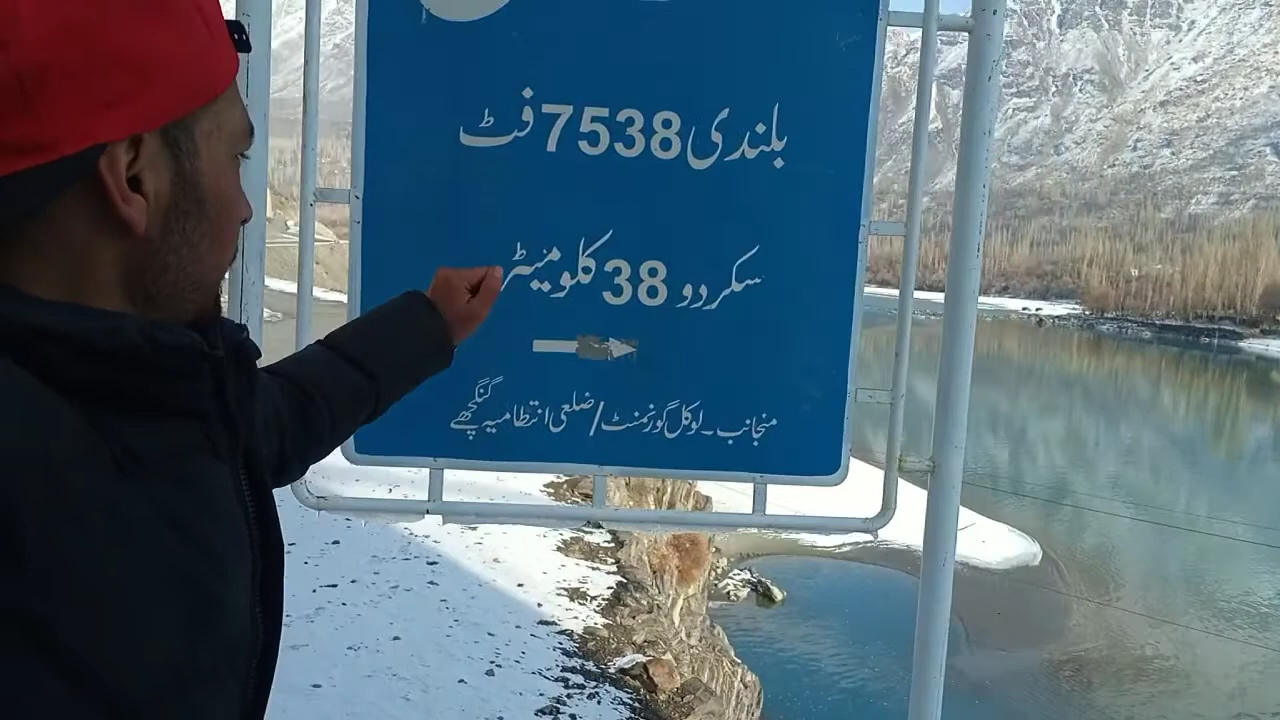 بلندی 7538 فٹ
سکردو 38 کلومیٹر
منجانب۔ لوکل گورنمنٹ/ضلعی انتظامیہ گنگچھے